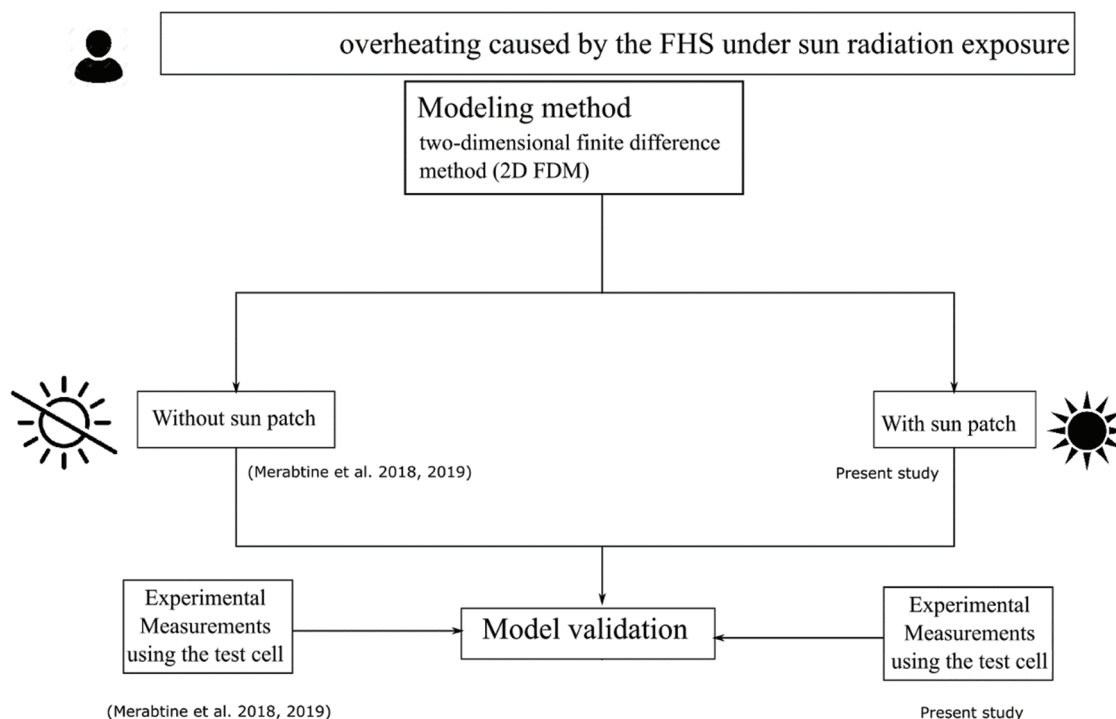 overheating caused by the FHS under sun radiation exposure
Modeling method
two-dimensional finite difference
method (2D FDM)
Without sun patch
With sun patch
(Merabtine et al. 2018, 2019)
Present study
Experimental
Measurements
using the test cell
Model validation
Experimental
Measurements
using the test cell
(Merabtine et al. 2018, 2019)
Present study